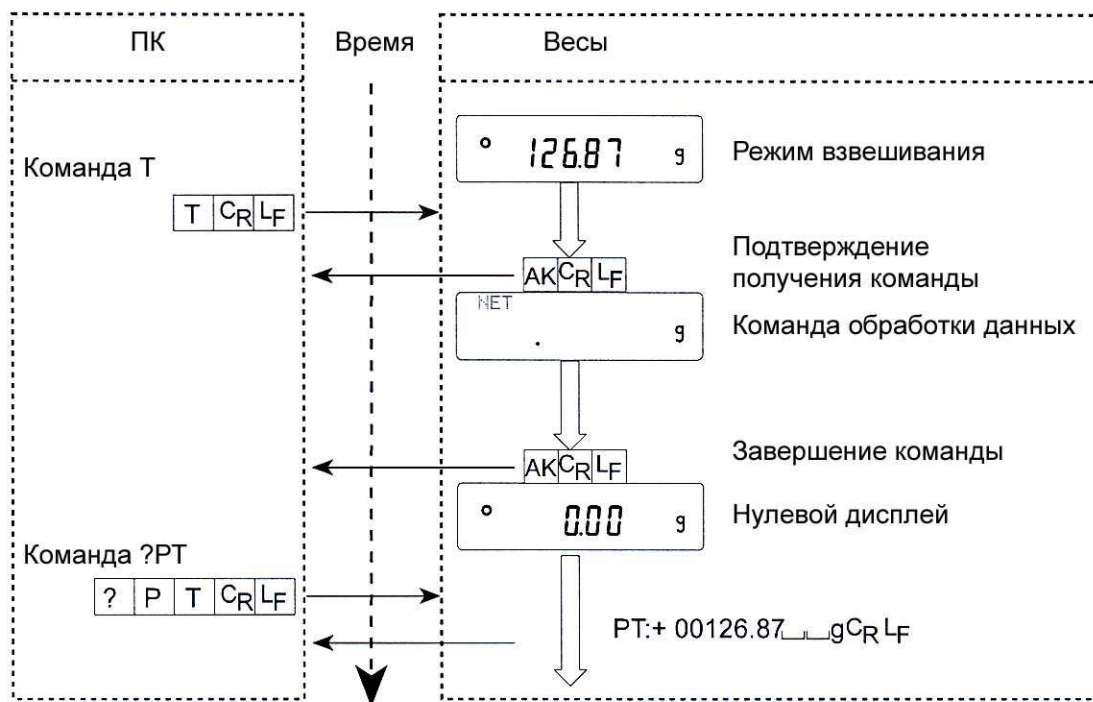 ПК
Время
Весы
126.87 g
Режим взвешивания
Команда T
T CR LF
Подтверждение
получения команды
AK CR LF
NET
. g
Команда обработки данных
Завершение команды
AK CR LF
0.00 g
Нулевой дисплей
Команда ?PT
? P T CR LF
PT:+ 00126.87␣␣gCR LF